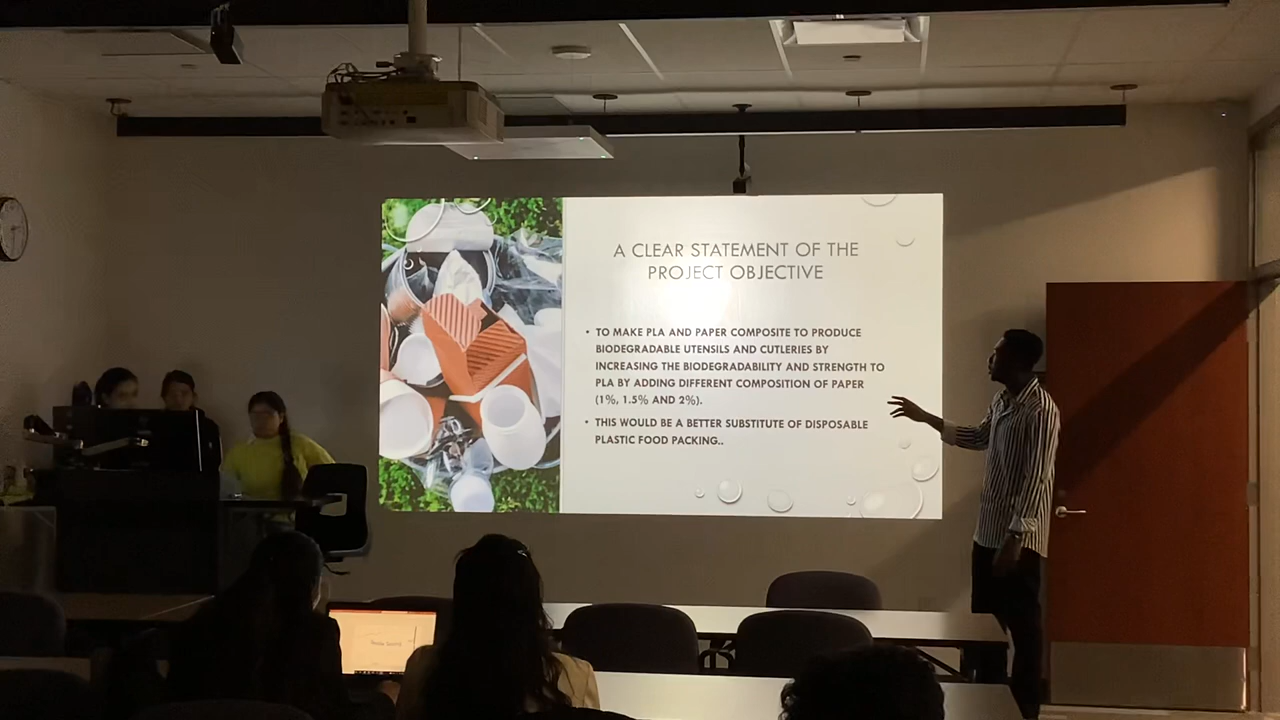 A CLEAR STATEMENT OF THE
PROJECT OBJECTIVE
• TO MAKE PLA AND PAPER COMPOSITE TO PRODUCE
BIODEGRADABLE UTENSILS AND CUTLERIES BY
INCREASING THE BIODEGRADABILITY AND STRENGTH TO
PLA BY ADDING DIFFERENT COMPOSITION OF PAPER
(1%, 1.5% AND 2%).
• THIS WOULD BE A BETTER SUBSTITUTE OF DISPOSABLE
PLASTIC FOOD PACKING..